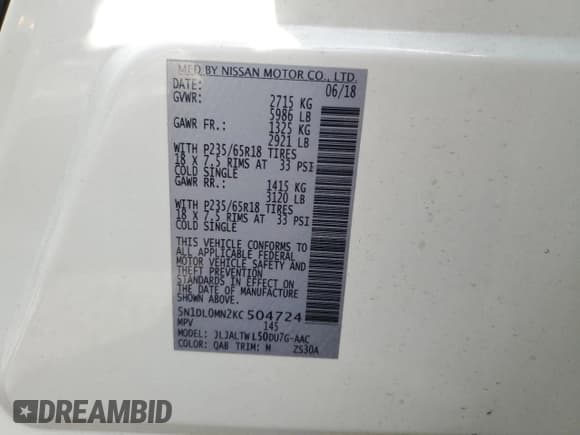 MFD BY NISSAN MOTOR CO., LTD.
DATE: 06/18
GVWR: 2715 KG
5986 LB
GAWR FR.: 1325 KG
2921 LB
WITH P235/65R18 TIRES
18 X 7.5 RIMS AT 33 PSI
COLD SINGLE
GAWR RR.: 1415 KG
3120 LB
WITH P235/65R18 TIRES
18 X 7.5 RIMS AT 33 PSI
COLD SINGLE
THIS VEHICLE CONFORMS TO
ALL APPLICABLE FEDERAL
MOTOR VEHICLE SAFETY AND
THEFT PREVENTION
STANDARDS IN EFFECT ON
THE DATE OF MANUFACTURE
SHOWN ABOVE.
5N1DL0MN2KC504724
MPV 145
MODEL: JLJALTWL50DU7G-AAC
COLOR: QAB TRIM: M ZS30A
DREAMBID